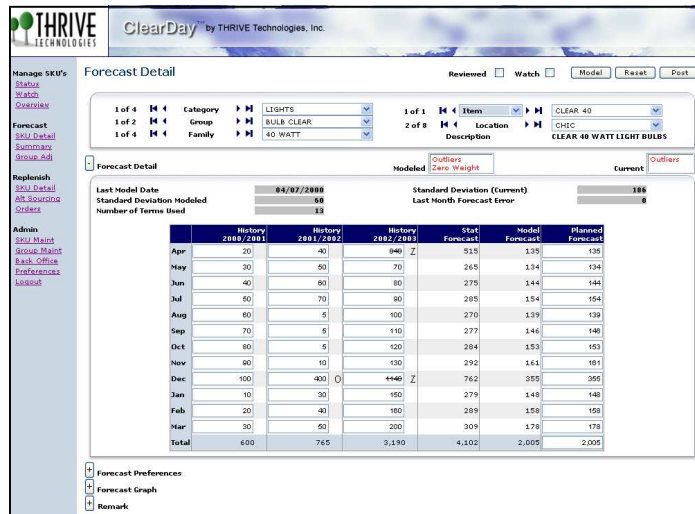 THRIVE
TECHNOLOGIES
ClearDay™ by THRIVE Technologies, Inc.
Manage SKU's
Status
Watch
Overview
Forecast
SKU Detail
Summary
Group Adj
Replenish
SKU Detail
Alt Sourcing
Orders
Admin
SKU Maint
Group Maint
Back Office
Preferences
Logout
Forecast Detail
Reviewed Watch Model Reset Post
1 of 4 Category LIGHTS 1 of 1 Item CLEAR 40
1 of 2 Group BULB CLEAR 2 of 8 Location CHIC
1 of 4 Family 40 WATT Description CLEAR 40 WATT LIGHT BULBS
- Forecast Detail Modeled Outliers Zero Weight Current Outliers
Last Model Date 04/07/2000 Standard Deviation (Current) 186
Standard Deviation Modeled 60 Last Month Forecast Error 0
Number of Terms Used 13
History 2000/2001 History 2001/2002 History 2002/2003 Stat Forecast Model Forecast Planned Forecast
Apr 20 40 840 Z 515 135 135
May 30 50 70 265 134 134
Jun 40 60 80 275 144 144
Jul 50 70 90 285 154 154
Aug 60 5 100 270 139 139
Sep 70 5 110 277 146 146
Oct 80 5 120 284 153 153
Nov 90 10 130 292 161 161
Dec 100 400 O 1140 Z 762 355 355
Jan 10 30 150 279 148 148
Feb 20 40 160 289 158 158
Mar 30 50 200 309 178 178
Total 600 765 3,190 4,102 2,005 2,005
+ Forecast Preferences
+ Forecast Graph
+ Remark